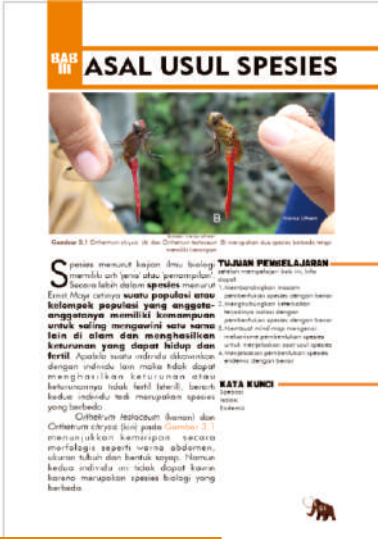 BAB
III
ASAL USUL SPESIES
B
Gambar 3.1 Orthetrum chrysis (A) dan Orthetrum testaceum (B) merupakan dua spesies berbeda tetapi
memiliki kemiripan
Spesies menurut kajian ilmu biologi
memiliki arti 'jenis' atau 'penampilan'.
Secara lebih dalam spesies menurut
Ernst Mayr artinya suatu populasi atau
kelompok populasi yang anggota-
anggotanya memiliki kemampuan
untuk saling mengawini satu sama
lain di alam dan menghasilkan
keturunan yang dapat hidup dan
fertil. Apabila suatu individu dikawinkan
dengan individu lain maka tidak dapat
menghasilkan keturunan atau
keturunannya tidak fertil (steril), berarti
kedua individu tadi merupakan spesies
yang berbeda.
Orthetrum testaceum (kanan) dan
Orthetrum chrysis (kiri) pada Gambar 3.1
menunjukkan kemiripan secara
morfologis seperti warna abdomen,
ukuran tubuh dan bentuk sayap. Namun
kedua individu ini tidak dapat kawin
karena merupakan spesies biologi yang
berbeda.
TUJUAN PEMBELAJARAN
setelah mempelajari bab ini, kita
dapat
1. Membandingkan macam
pembentukan spesies dengan benar
2. menghubungkan keterkaitan
terjadinya isolasi dengan
pembentukan spesies dengan benar
3. Membuat mind map mengenai
mekanisme pembentukan spesies
untuk menjelaskan asal usul spesies
4. Menjelaskan pembentukan spesies
endemis dengan benar
KATA KUNCI
Spesiasi
Isolasi
Endemis